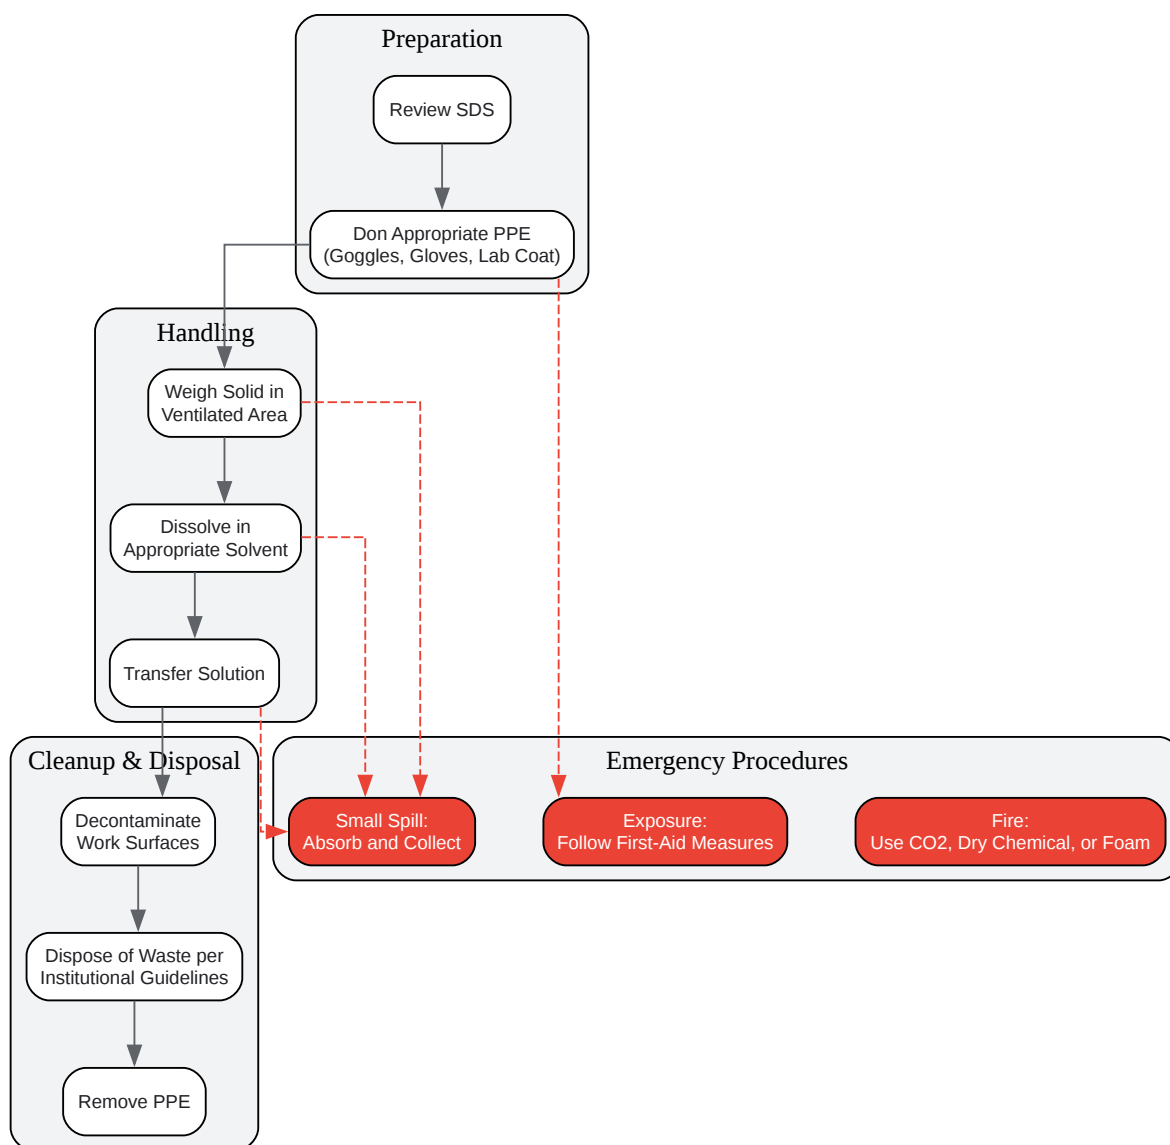 Preparation
Review SDS
Don Appropriate PPE
(Goggles, Gloves, Lab Coat)
Handling
Weigh Solid in
Ventilated Area
Dissolve in
Appropriate Solvent
Transfer Solution
Cleanup & Disposal
Decontaminate
Work Surfaces
Dispose of Waste per
Institutional Guidelines
Remove PPE
Emergency Procedures
Small Spill:
Absorb and Collect
Exposure:
Follow First-Aid Measures
Fire:
Use CO2, Dry Chemical, or Foam